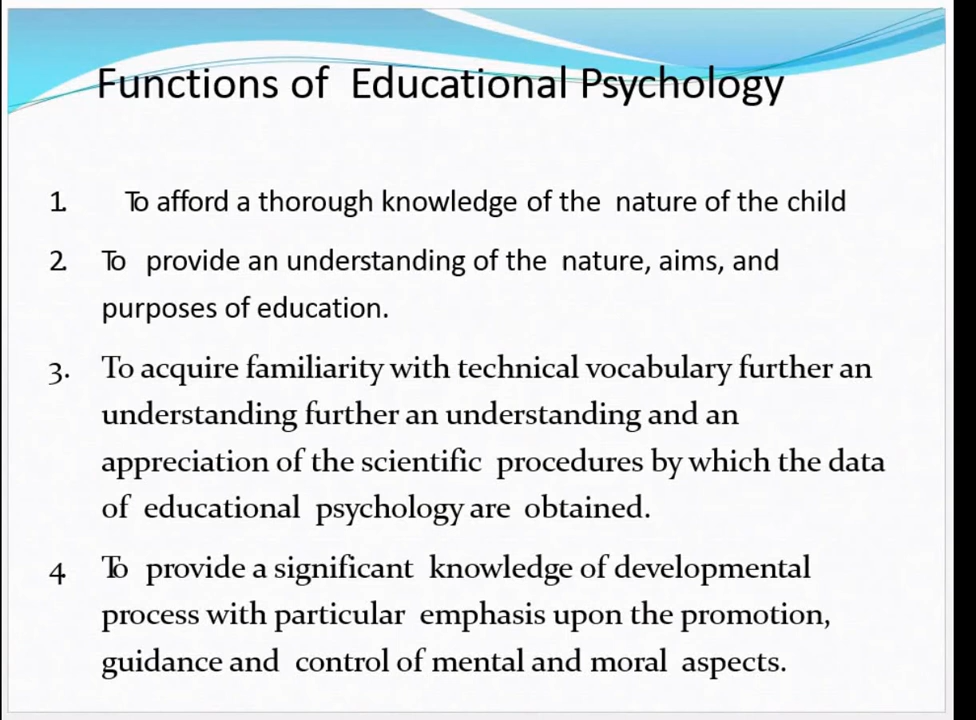 Functions of Educational Psychology
1. To afford a thorough knowledge of the nature of the child
2. To provide an understanding of the nature, aims, and
purposes of education.
3. To acquire familiarity with technical vocabulary further an
understanding further an understanding and an
appreciation of the scientific procedures by which the data
of educational psychology are obtained.
4 To provide a significant knowledge of developmental
process with particular emphasis upon the promotion,
guidance and control of mental and moral aspects.